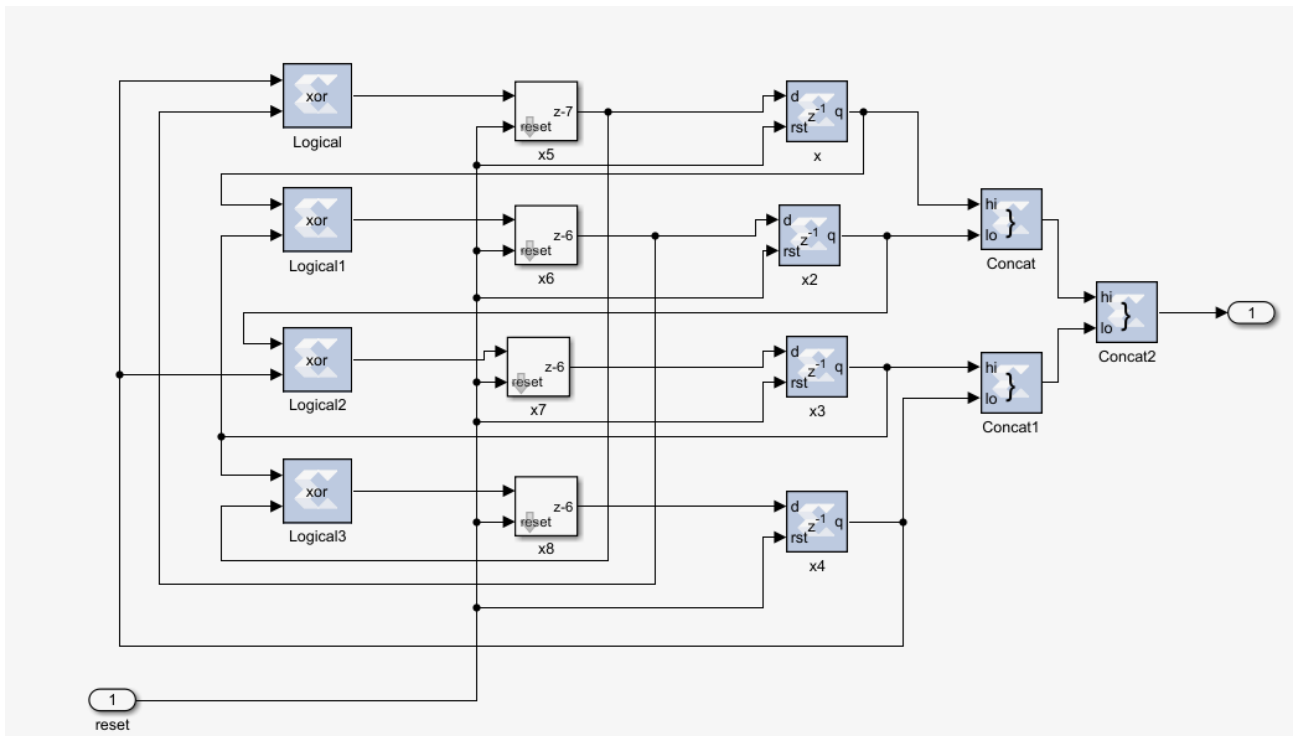 xor
Logical
z-7
reset
x5
d
rst
z-1
q
x
xor
Logical1
z-6
reset
x6
d
rst
z-1
q
x2
hi
lo
}
Concat
xor
Logical2
z-6
reset
x7
d
rst
z-1
q
x3
hi
lo
}
Concat1
hi
lo
}
Concat2
1
xor
Logical3
z-6
reset
x8
d
rst
z-1
q
x4
1
reset